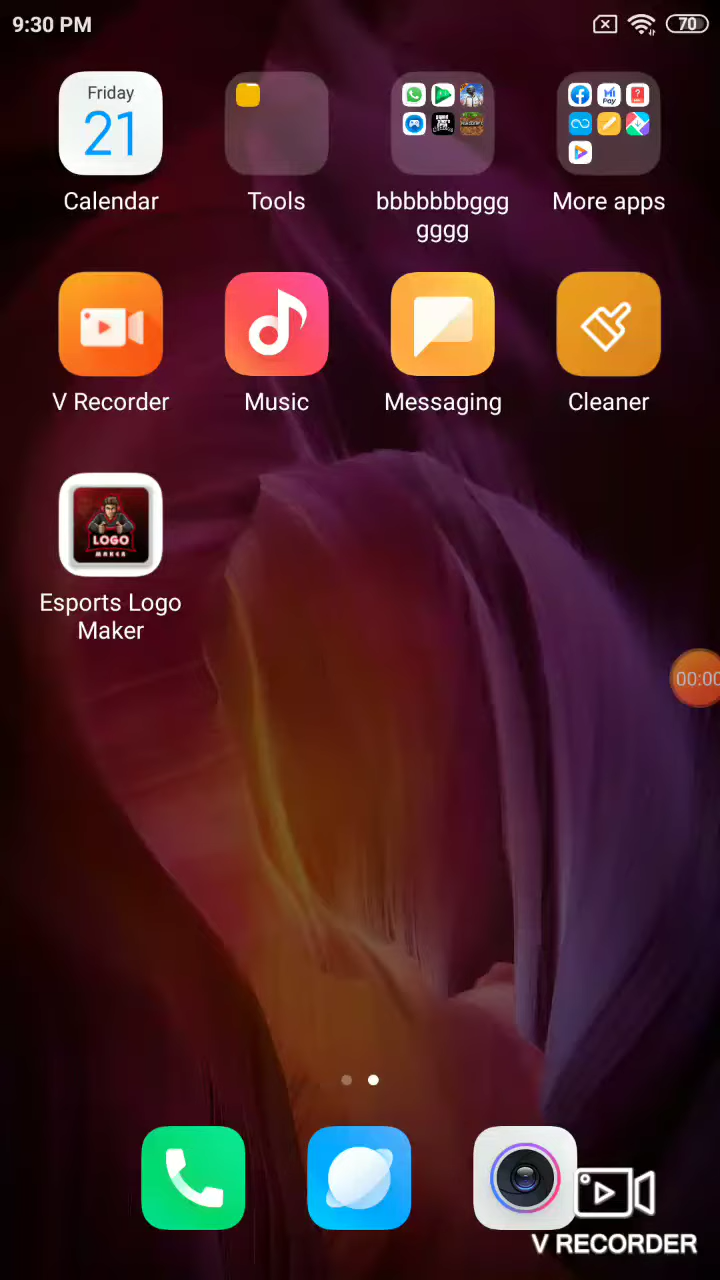 9:30 PM
70
Friday
21
Calendar
Tools
bbbbbbbggg
gggg
More apps
V Recorder
Music
Messaging
Cleaner
LOGO
MAKER
Esports Logo
Maker
00:00
V RECORDER